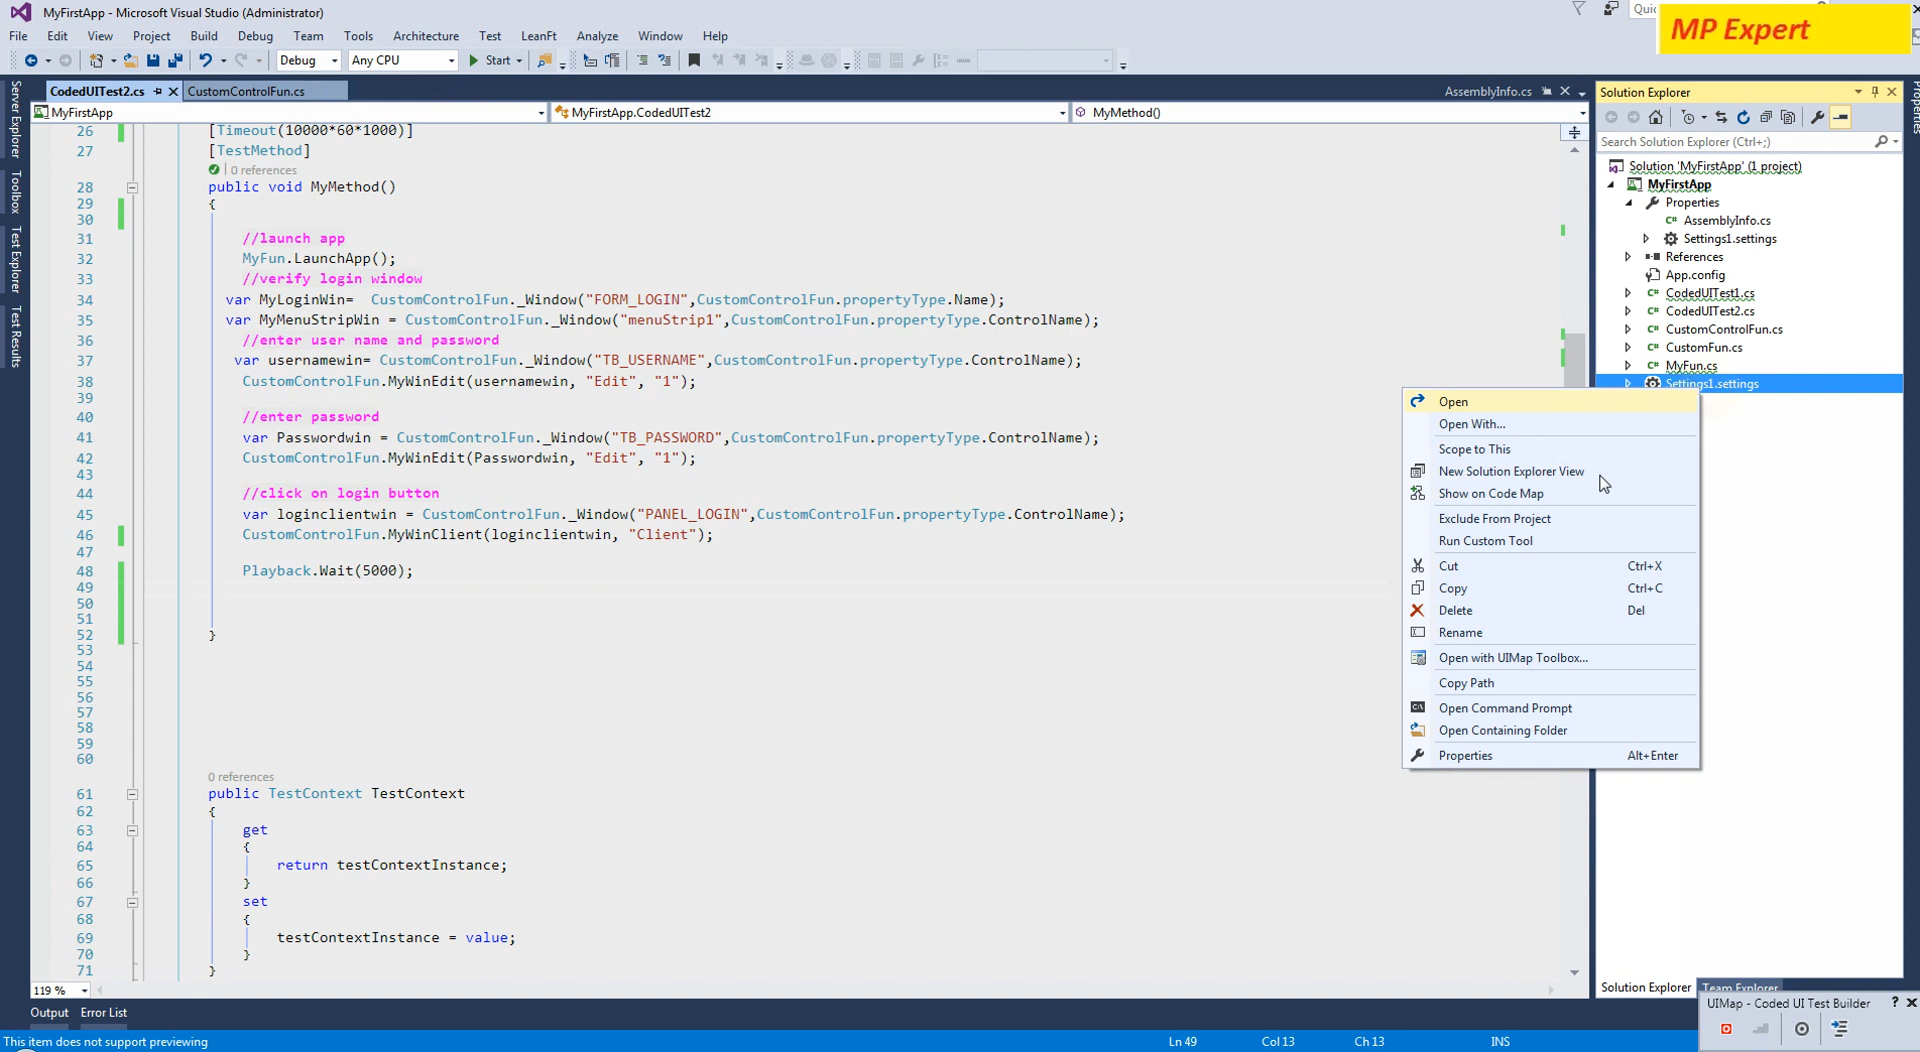 MyFirstApp - Microsoft Visual Studio (Administrator)
Quic
MP Expert
File Edit View Project Build Debug Team Tools Architecture Test LeanFt Analyze Window Help
Debug Any CPU Start
CodedUITest2.cs CustomControlFun.cs AssemblyInfo.cs
MyFirstApp MyFirstApp.CodedUITest2 MyMethod()
Server Explorer
Toolbox
Test Explorer
Test Results
26 [Timeout(10000*60*1000)]
27 [TestMethod]
0 references
28 public void MyMethod()
29 {
30
31 //launch app
32 MyFun.LaunchApp();
33 //verify login window
34 var MyLoginWin= CustomControlFun._Window("FORM_LOGIN",CustomControlFun.propertyType.Name);
35 var MyMenuStripWin = CustomControlFun._Window("menuStrip1",CustomControlFun.propertyType.ControlName);
36 //enter user name and password
37 var usernamewin= CustomControlFun._Window("TB_USERNAME",CustomControlFun.propertyType.ControlName);
38 CustomControlFun.MyWinEdit(usernamewin, "Edit", "1");
39
40 //enter password
41 var Passwordwin = CustomControlFun._Window("TB_PASSWORD",CustomControlFun.propertyType.ControlName);
42 CustomControlFun.MyWinEdit(Passwordwin, "Edit", "1");
43
44 //click on login button
45 var loginclientwin = CustomControlFun._Window("PANEL_LOGIN",CustomControlFun.propertyType.ControlName);
46 CustomControlFun.MyWinClient(loginclientwin, "Client");
47
48 Playback.Wait(5000);
49
50
51
52 }
53
54
55
56
57
58
59
60
0 references
61 public TestContext TestContext
62 {
63 get
64 {
65 return testContextInstance;
66 }
67 set
68 {
69 testContextInstance = value;
70 }
71 }
119 %
Output Error List
This item does not support previewing
Ln 49 Col 13 Ch 13 INS
Solution Explorer
Search Solution Explorer (Ctrl+;)
Solution 'MyFirstApp' (1 project)
MyFirstApp
Properties
AssemblyInfo.cs
Settings1.settings
References
App.config
CodedUITest1.cs
CodedUITest2.cs
CustomControlFun.cs
CustomFun.cs
MyFun.cs
Settings1.settings
Open
Open With...
Scope to This
New Solution Explorer View
Show on Code Map
Exclude From Project
Run Custom Tool
Cut Ctrl+X
Copy Ctrl+C
Delete Del
Rename
Open with UIMap Toolbox...
Copy Path
Open Command Prompt
Open Containing Folder
Properties Alt+Enter
Solution Explorer Team Explorer
UIMap - Coded UI Test Builder
Properties